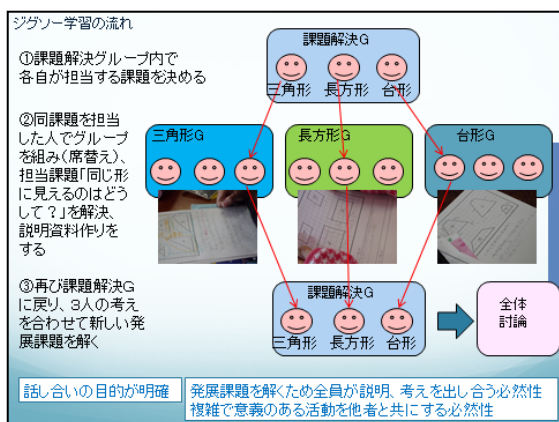 ジグソー学習の流れ
①課題解決グループ内で
各自が担当する課題を決める
課題解決G
三角形 長方形 台形
②同課題を担当
した人でグループ
を組み(席替え)、
担当課題「同じ形
に見えるのはどう
して?」を解決、
説明資料作りを
する
三角形G
長方形G
台形G
③再び課題解決G
に戻り、3人の考え
を合わせて新しい発
展課題を解く
課題解決G
三角形 長方形 台形
全体
討論
話し合いの目的が明確
発展課題を解くため全員が説明、考えを出し合う必然性
複雑で意義のある活動を他者と共にする必然性